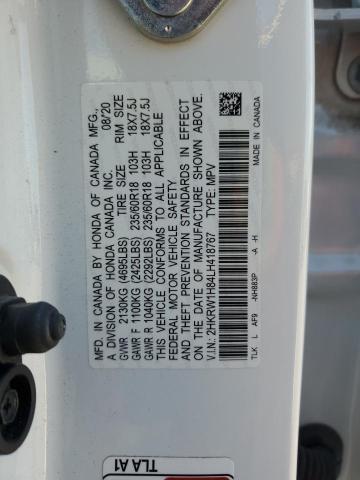 MFD. IN CANADA BY HONDA OF CANADA MFG.,
A DIVISION OF HONDA CANADA INC. 08/'20
GVWR 2130KG (4695LBS) TIRE SIZE RIM SIZE
GAWR F 1100KG (2425LBS) 235/60R18 103H 18X7.5J
GAWR R 1040KG (2292LBS) 235/60R18 103H 18X7.5J
THIS VEHICLE CONFORMS TO ALL APPLICABLE
FEDERAL MOTOR VEHICLE SAFETY
AND THEFT PREVENTION STANDARDS IN EFFECT
ON THE DATE OF MANUFACTURE SHOWN ABOVE.
V.I.N: 2HKRW1H84LH418767 TYPE: MPV
TLK L AF9 -NH883P -A -H MADE IN CANADA
TLA A1